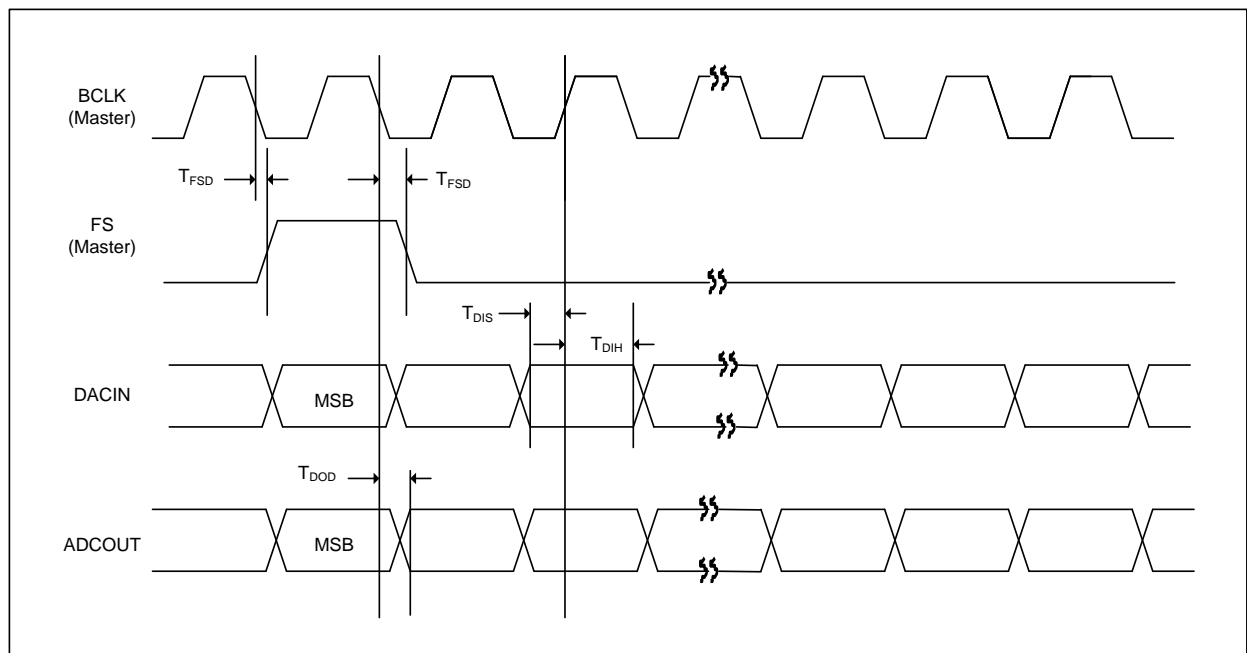 BCLK
(Master)
TFSD
TFSD
FS
(Master)
TDIS
TDIH
DACIN
MSB
TDOD
ADCOUT
MSB